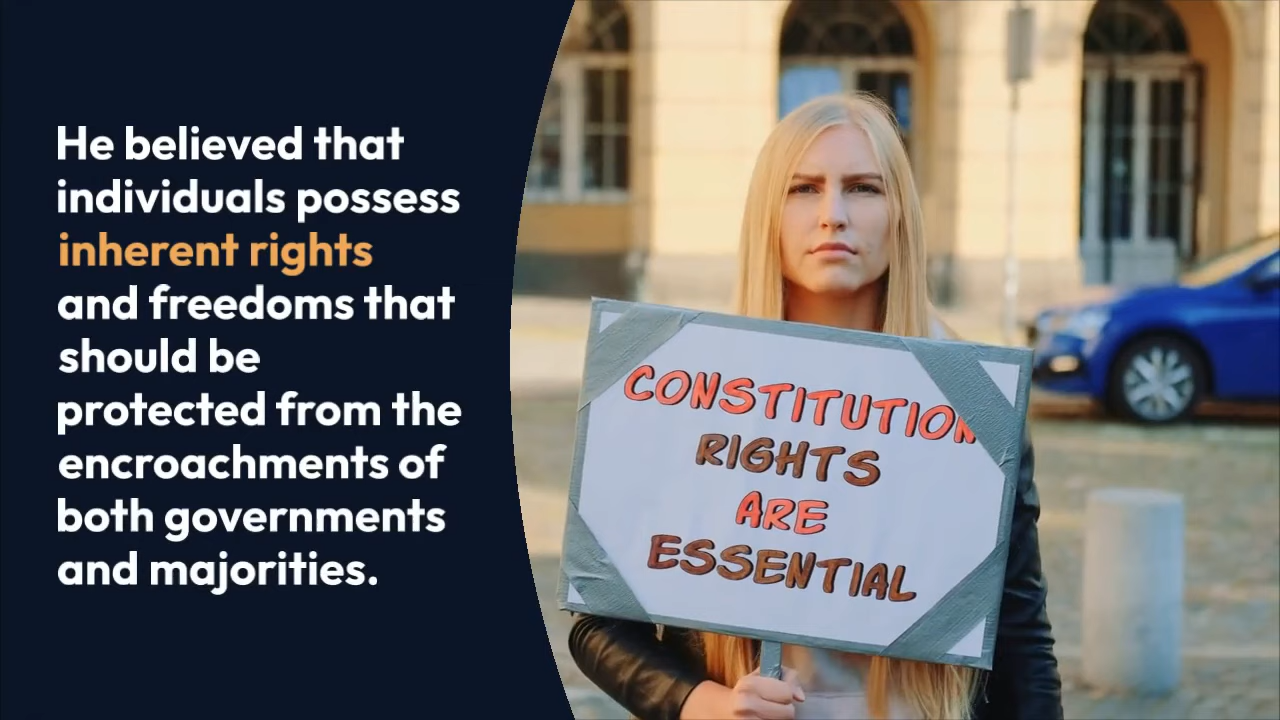 He believed that
individuals possess
inherent rights
and freedoms that
should be
protected from the
encroachments of
both governments
and majorities.
CONSTITUTION
RIGHTS
ARE
ESSENTIAL